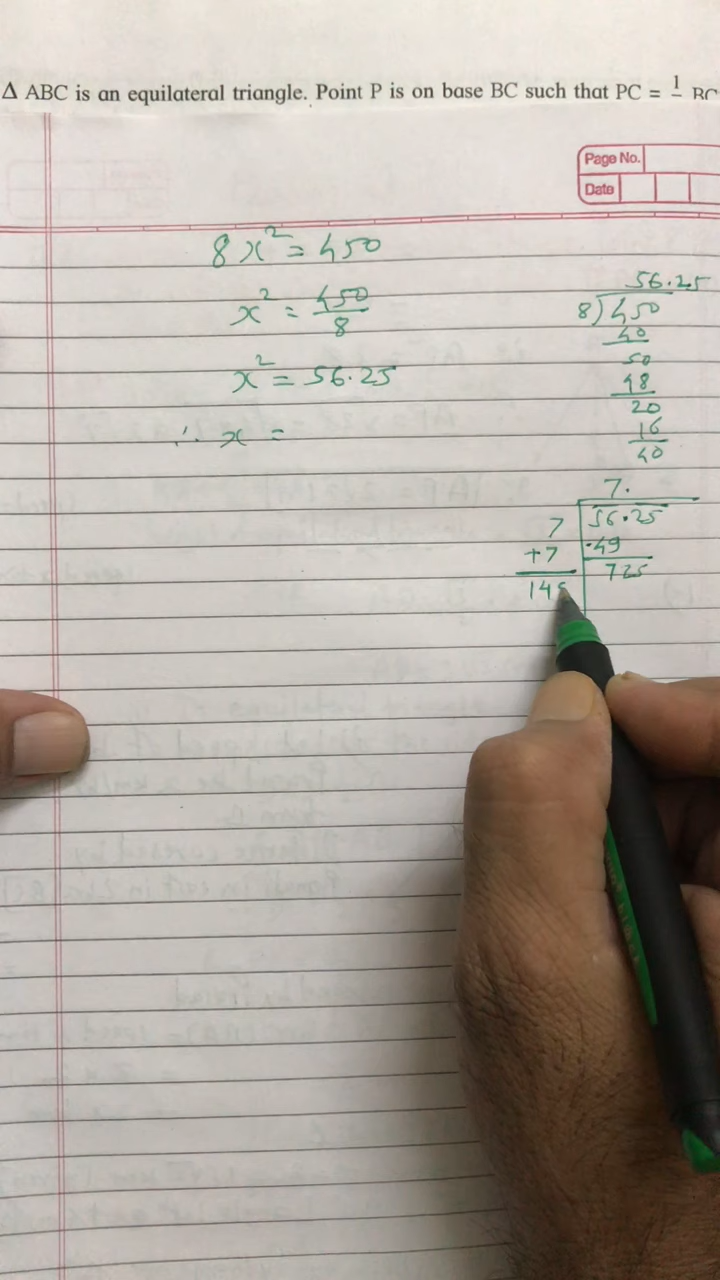 Δ ABC is an equilateral triangle. Point P is on base BC such that PC = 1 BC
Page No.
Date
8x² = 450
x² = 450
8
x² = 56.25
∴ x =
56.25
8) 450
40
50
48
20
16
40
7.
7 56.25
+7 49
145 725